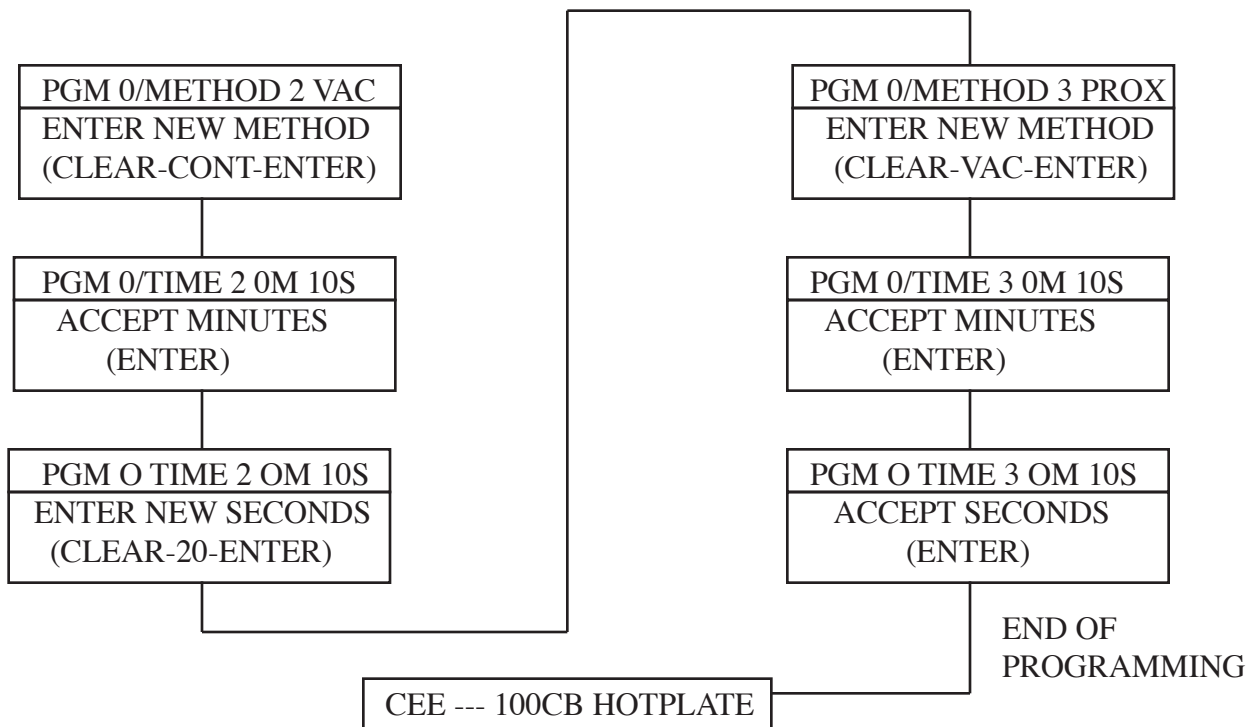 PGM 0/METHOD 2 VAC
ENTER NEW METHOD
(CLEAR-CONT-ENTER)
PGM 0/TIME 2 0M 10S
ACCEPT MINUTES
(ENTER)
PGM O TIME 2 OM 10S
ENTER NEW SECONDS
(CLEAR-20-ENTER)
PGM 0/METHOD 3 PROX
ENTER NEW METHOD
(CLEAR-VAC-ENTER)
PGM 0/TIME 3 0M 10S
ACCEPT MINUTES
(ENTER)
PGM O TIME 3 OM 10S
ACCEPT SECONDS
(ENTER)
END OF
PROGRAMMING
CEE --- 100CB HOTPLATE